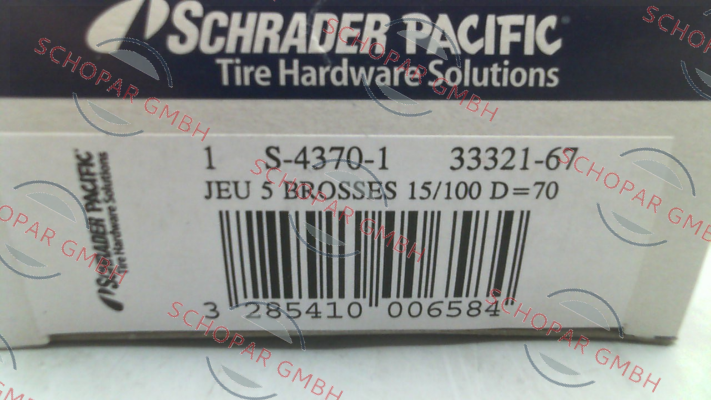 SCHRADER PACIFIC
Tire Hardware Solutions
1 S-4370-1 33321-67
JEU 5 BROSSES 15/100 D=70
3 285410 006584
SCHRADER PACIFIC
Tire Hardware Solutions
SCHOPAR GMBH
SCHOPAR GMBH
SCHOPAR GMBH
SCHOPAR GMBH
SCHOPAR GMBH
SCHOPAR GMBH
SCHOPAR GMBH
SCHOPAR GMBH